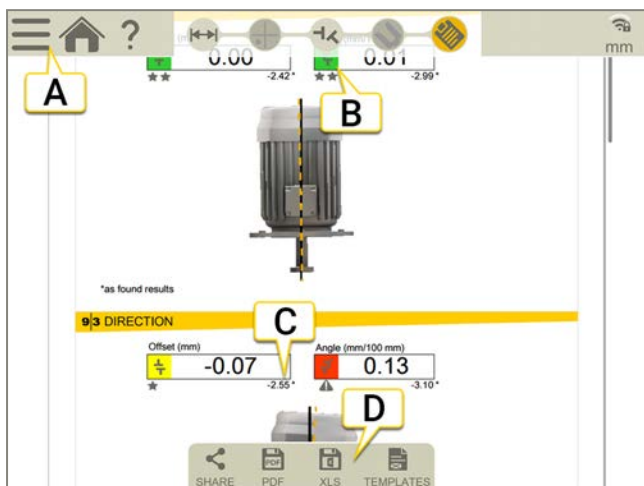 ?
mm
A
0.00
0.01
-2.42*
-2.99*
B
*as found results
9|3 DIRECTION
C
Offset (mm)
Angle (mm/100 mm)
-0.07
0.13
-2.55*
-3.10*
D
PDF
SHARE PDF XLS TEMPLATES